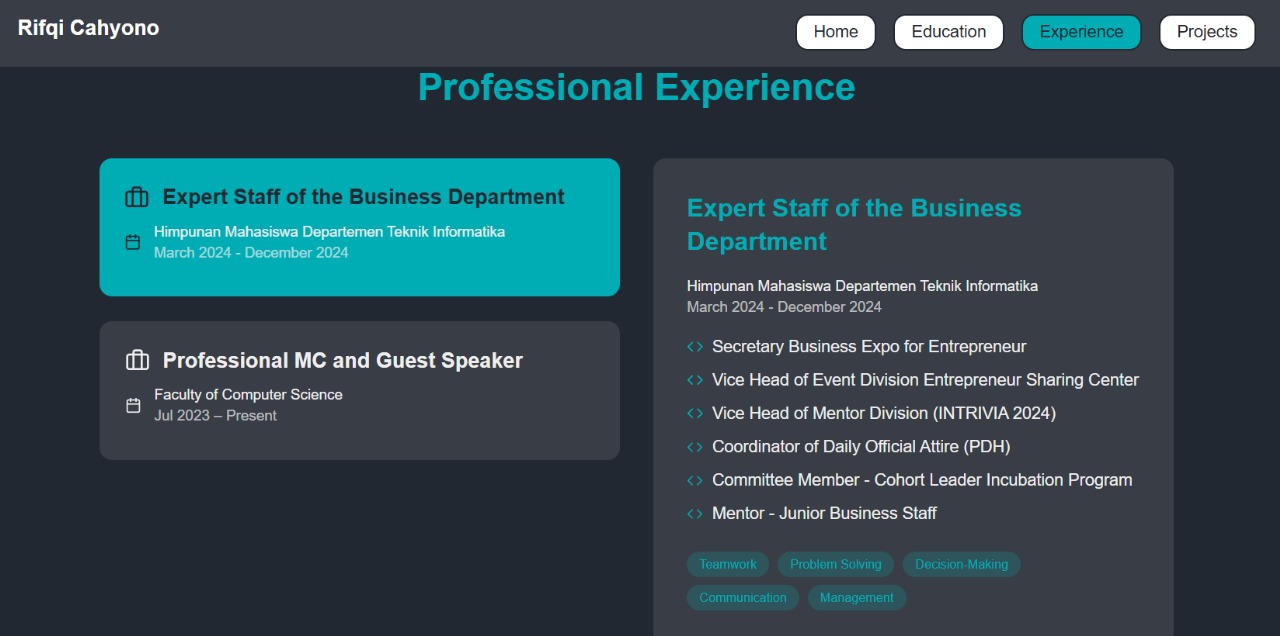 Rifqi Cahyono
Home
Education
Experience
Projects
Professional Experience
Expert Staff of the Business Department
Himpunan Mahasiswa Departemen Teknik Informatika
March 2024 - December 2024
Professional MC and Guest Speaker
Faculty of Computer Science
Jul 2023 – Present
Expert Staff of the Business
Department
Himpunan Mahasiswa Departemen Teknik Informatika
March 2024 - December 2024
Secretary Business Expo for Entrepreneur
Vice Head of Event Division Entrepreneur Sharing Center
Vice Head of Mentor Division (INTRIVIA 2024)
Coordinator of Daily Official Attire (PDH)
Committee Member - Cohort Leader Incubation Program
Mentor - Junior Business Staff
Teamwork
Problem Solving
Decision-Making
Communication
Management